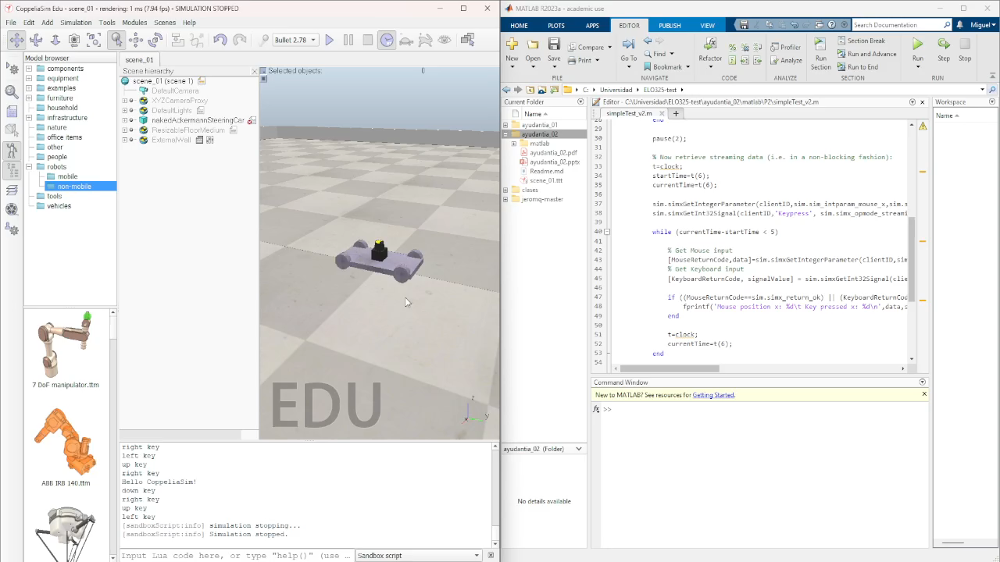 CoppeliaSim Edu - scene_01 - rendering: 1 ms (7.94 fps) - SIMULATION STOPPED
File Edit Add Simulation Tools Modules Scenes Help
Bullet 2.78
Model browser
components
equipment
examples
furniture
household
infrastructure
nature
office items
other
people
robots
mobile
non-mobile
tools
vehicles
7 DoF manipulator.ttm
ABB IRB 140.ttm
scene_01
Scene hierarchy
scene_01 (scene 1)
DefaultCamera
XYZCameraProxy
DefaultLights
nakedAckermannSteeringCar
ResizableFloorMedium
ExternalWall
Selected objects: 0
EDU
z
y
right key
left key
up key
right key
Hello CoppeliaSim!
down key
right key
up key
left key
[sandboxScript:info] simulation stopping...
[sandboxScript:info] Simulation stopped.
Input Lua code here, or type "help()" (use …
Sandbox script
MATLAB R2023a - academic use
HOME PLOTS APPS EDITOR PUBLISH VIEW
Search Documentation
Miguel
New Open Save Compare Print
Go To Find Bookmark
Refactor
Profiler
Analyze
Run Section
Section Break
Run and Advance
Run to End
Run Step Stop
FILE NAVIGATE CODE ANALYZE SECTION RUN
C: Universidad ELO325-test
Current Folder
Name
ayudantia_01
ayudantia_02
matlab
ayudantia_02.pdf
ayudantia_02.pptx
Readme.md
scene_01.ttt
clases
jeromq-master
ayudantia_02 (Folder)
No details available
Editor - C:\Universidad\ELO325-test\ayudantia_02\matlab\P2\simpleTest_v2.m
simpleTest_v2.m
28 end
29
30 pause(2);
31
32 % Now retrieve streaming data (i.e. in a non-blocking fashion):
33 t=clock;
34 startTime=t(6);
35 currentTime=t(6);
36
37 sim.simxGetIntegerParameter(clientID,sim.sim_intparam_mouse_x,sim.s
38 sim.simxGetInt32Signal(clientID,'Keypress', sim.simx_opmode_streami
39
40 while (currentTime-startTime < 5)
41
42 % Get Mouse input
43 [MouseReturnCode,data]=sim.simxGetIntegerParameter(clientID,si
44 % Get Keyboard input
45 [KeyboardReturnCode, signalValue] = sim.simxGetInt32Signal(clie
46
47 if ((MouseReturnCode==sim.simx_return_ok) || (KeyboardReturnCod
48 fprintf('Mouse position x: %d\t Key pressed x: %d\n',data,s
49 end
50
51 t=clock;
52 currentTime=t(6);
53 end
54
Command Window
New to MATLAB? See resources for Getting Started.
fx >>
Workspace
Name